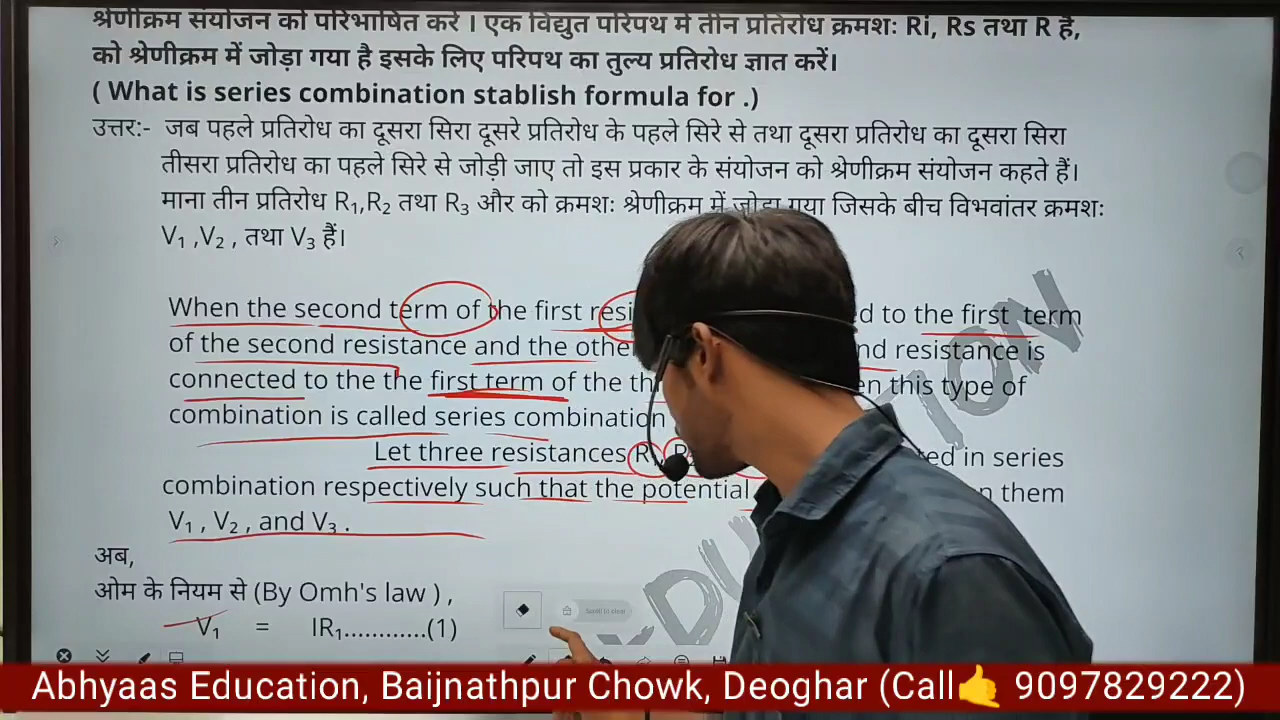 श्रेणीक्रम संयोजन को परिभाषित करें । एक विद्युत परिपथ में तीन प्रतिरोध क्रमशः Ri, Rs तथा R हैं,
को श्रेणीक्रम में जोड़ा गया है इसके लिए परिपथ का तुल्य प्रतिरोध ज्ञात करें।
( What is series combination stablish formula for .)
उत्तर:- जब पहले प्रतिरोध का दूसरा सिरा दूसरे प्रतिरोध के पहले सिरे से तथा दूसरा प्रतिरोध का दूसरा सिरा
तीसरा प्रतिरोध का पहले सिरे से जोड़ी जाए तो इस प्रकार के संयोजन को श्रेणीक्रम संयोजन कहते हैं।
माना तीन प्रतिरोध R₁,R₂ तथा R₃ और को क्रमशः श्रेणीक्रम में जोड़ा गया जिसके बीच विभवांतर क्रमशः
V₁ ,V₂ , तथा V₃ हैं।
When the second term of the first to the first term
of the second resistance and the resistance is
connected to the the first term of the this type of
combination is called series combination
Let three resistances R₁, in series
combination respectively such that the potential them
V₁ , V₂ , and V₃ .
अब,
ओम के नियम से (By Omh's law ) ,
V₁ = IR₁............(1)
Abhyaas Education, Baijnathpur Chowk, Deoghar (Call🤙 9097829222)